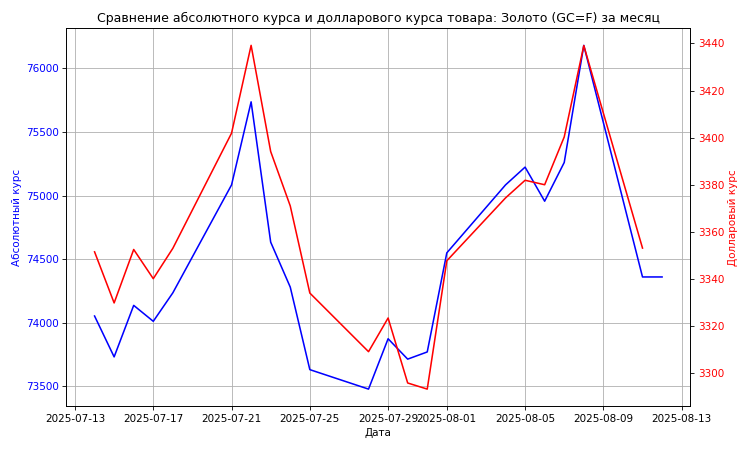 Сравнение абсолютного курса и долларового курса товара: Золото (GC=F) за месяц
Абсолютный курс
76000
75500
75000
74500
74000
73500
3440
3420
3400
3380
3360
3340
3320
3300
Долларовый курс
2025-07-13 2025-07-17 2025-07-21 2025-07-25 2025-07-29 2025-08-01 2025-08-05 2025-08-09 2025-08-13
Дата